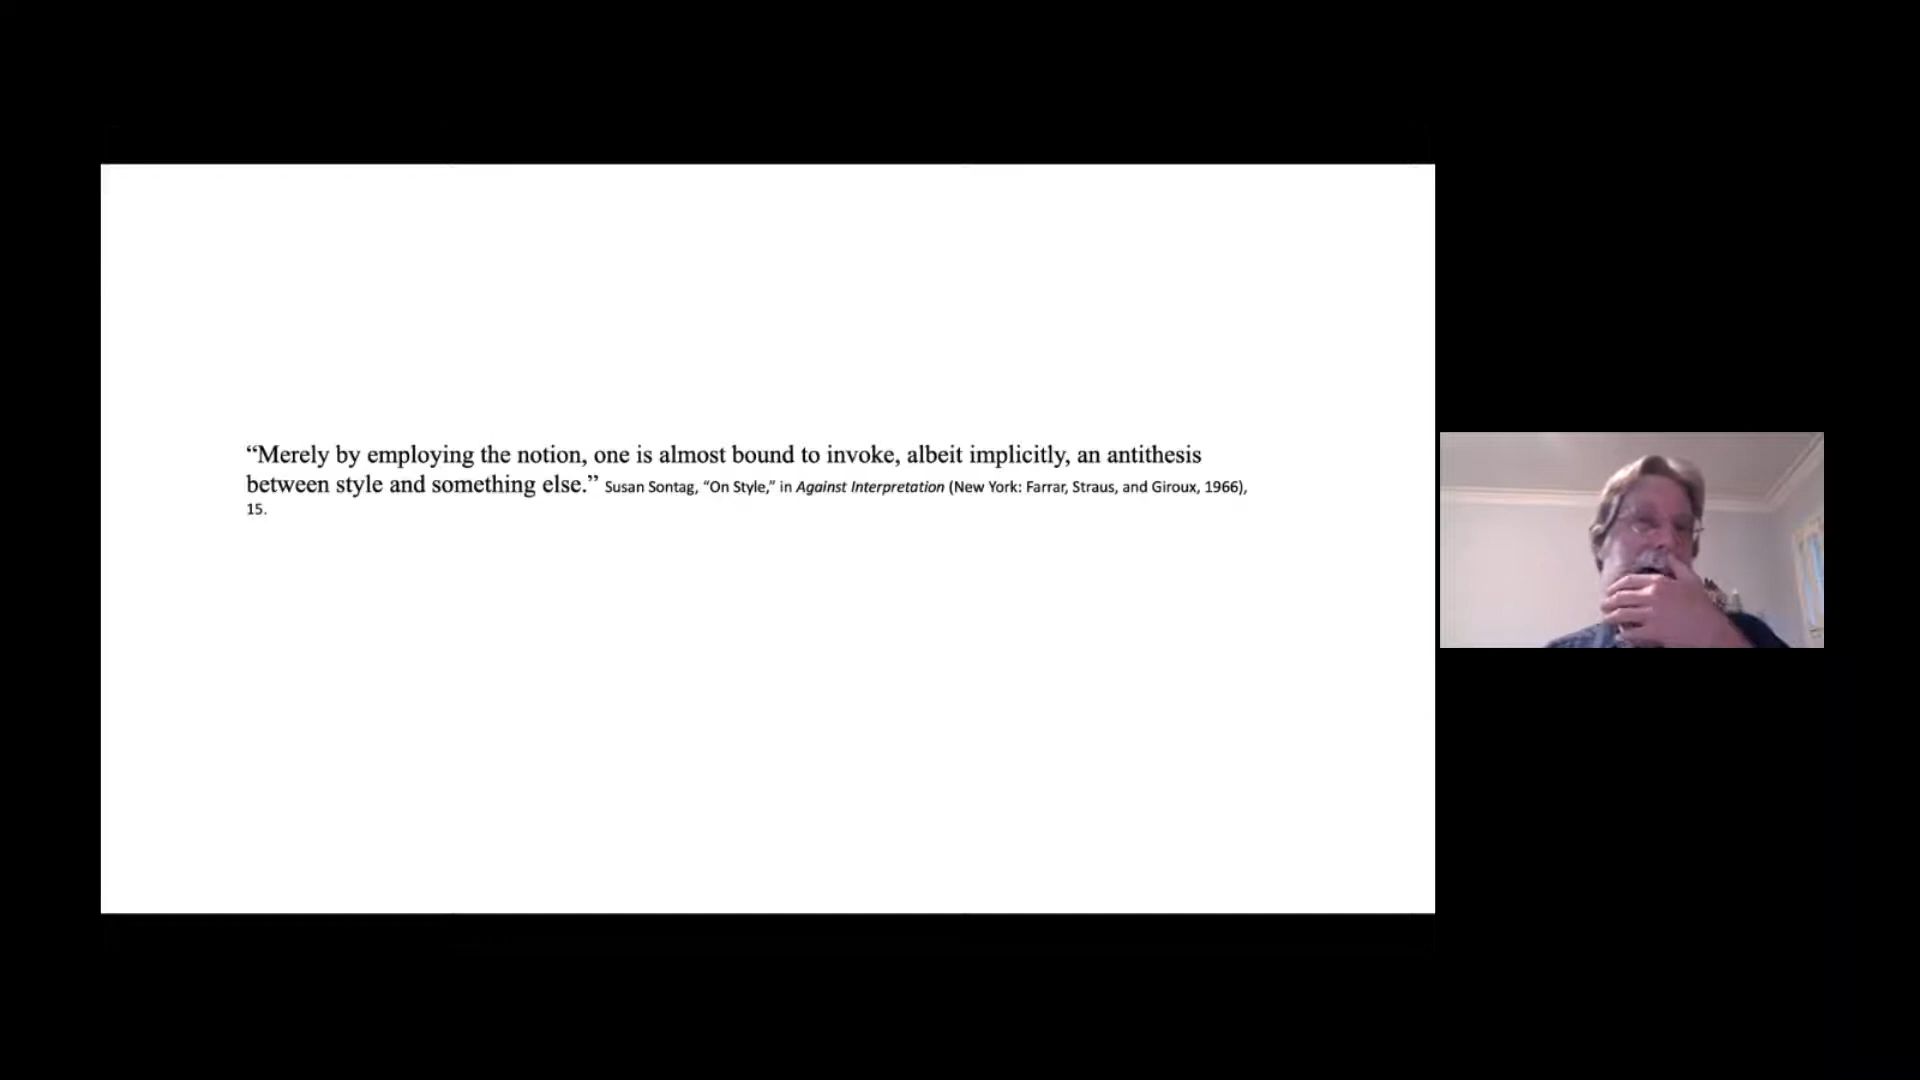 “Merely by employing the notion, one is almost bound to invoke, albeit implicitly, an antithesis
between style and something else.” Susan Sontag, “On Style,” in Against Interpretation (New York: Farrar, Straus, and Giroux, 1966),
15.